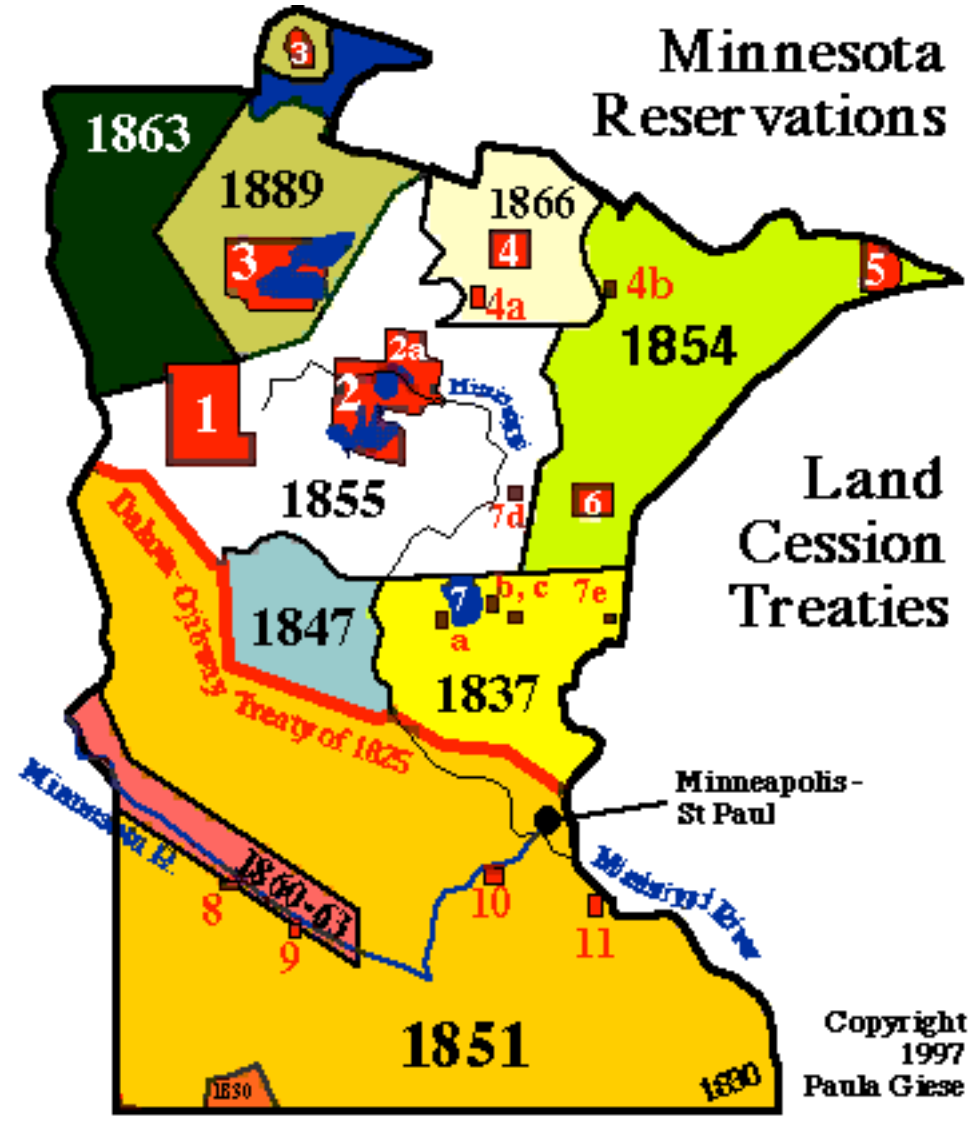 Minnesota
Reservations
3
1863
1889
1866
3
4
5
4a
4b
1854
2a
2
1
Land
Cession
Treaties
1855
7d
6
Dakota-Ojibway Treaty of 1825
1847
7
b, c
7e
a
1837
Minneapolis-
St Paul
Minnesota R.
Mississippi River
1860-63
8
9
10
11
1851
1830
1830
Copyright
1997
Paula Giese